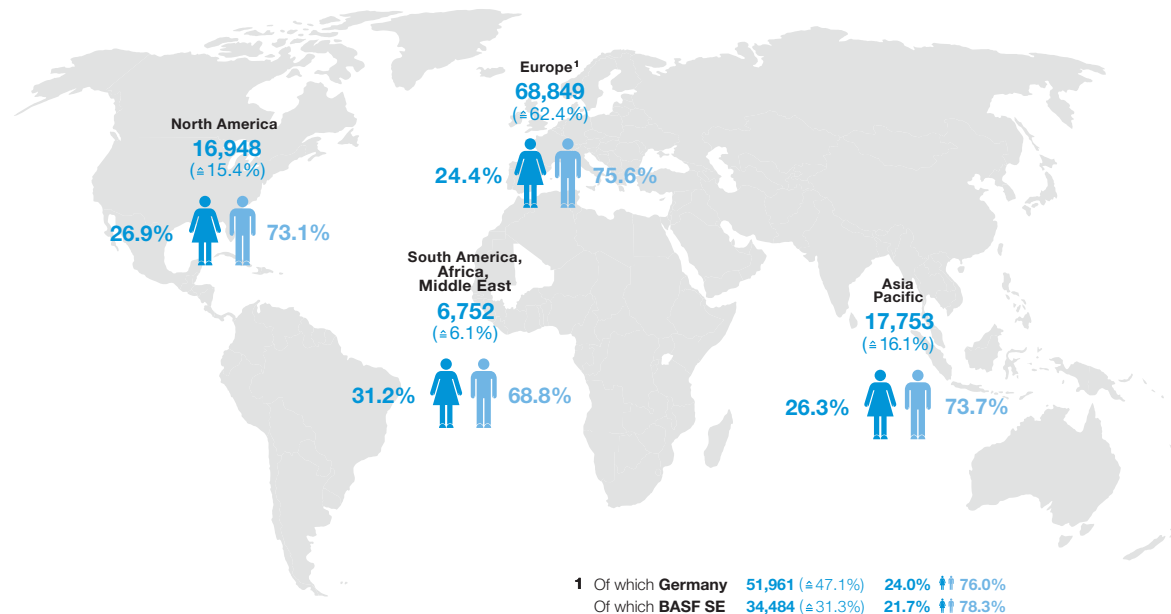 Europe¹
68,849
(≙62.4%)
24.4% 75.6%
North America
16,948
(≙15.4%)
26.9% 73.1%
South America,
Africa,
Middle East
6,752
(≙6.1%)
31.2% 68.8%
Asia
Pacific
17,753
(≙16.1%)
26.3% 73.7%
1 Of which Germany 51,961 (≙47.1%) 24.0% 76.0%
Of which BASF SE 34,484 (≙31.3%) 21.7% 78.3%